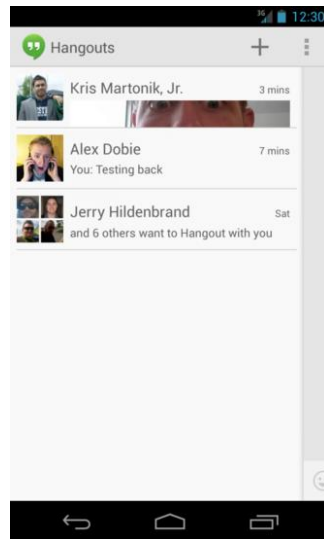 3G 12:30
Hangouts
Kris Martonik, Jr. 3 mins
Alex Dobie 7 mins
You: Testing back
Jerry Hildenbrand Sat
and 6 others want to Hangout with you